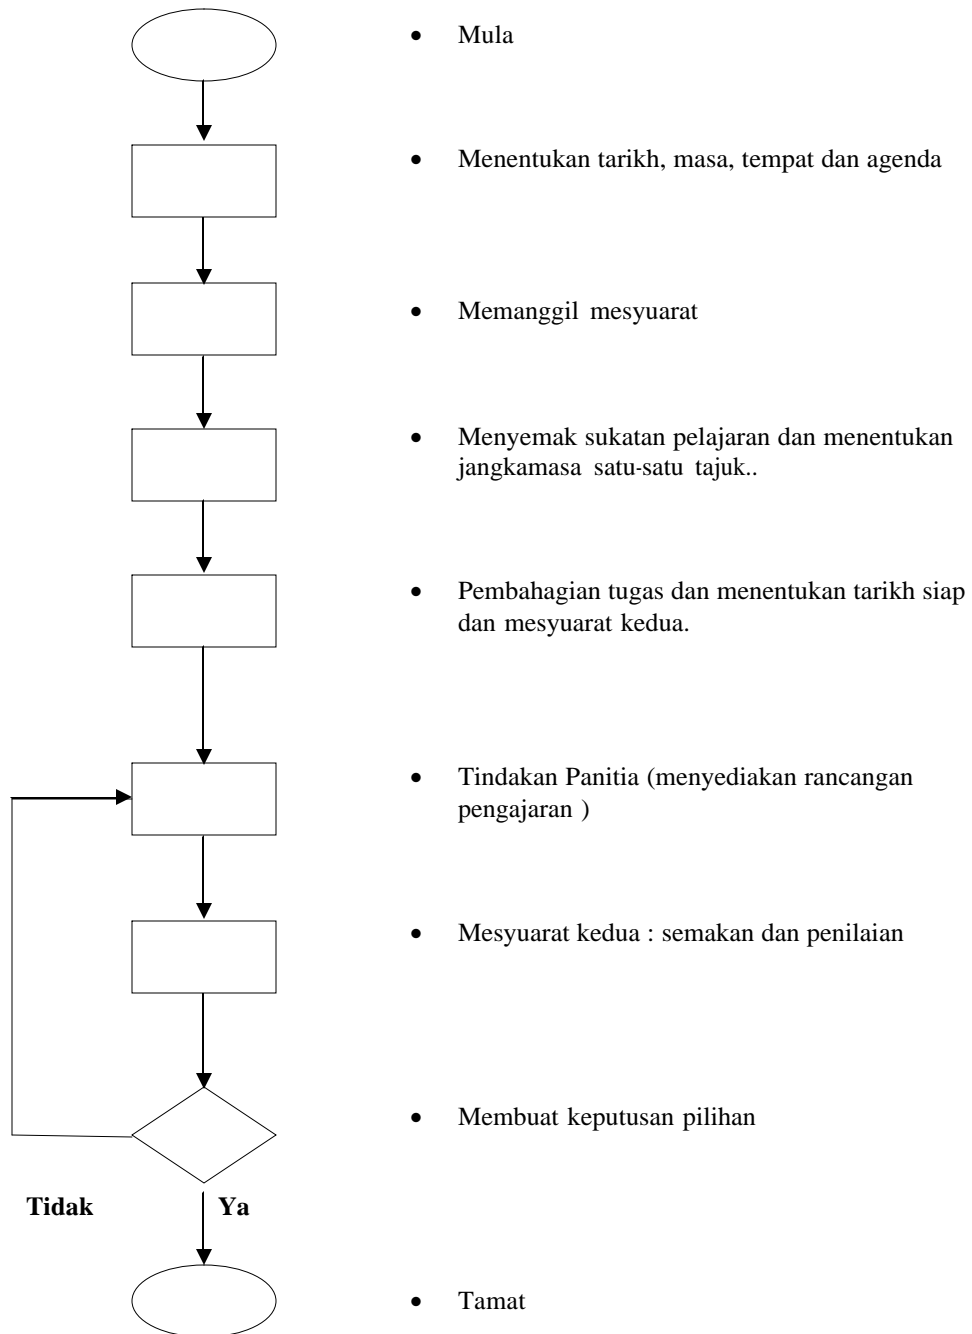 • Mula
• Menentukan tarikh, masa, tempat dan agenda
• Memanggil mesyuarat
• Menyemak sukatan pelajaran dan menentukan
jangkamasa satu-satu tajuk..
• Pembahagian tugas dan menentukan tarikh siap
dan mesyuarat kedua.
• Tindakan Panitia (menyediakan rancangan
pengajaran )
• Mesyuarat kedua : semakan dan penilaian
• Membuat keputusan pilihan
Tidak Ya
• Tamat